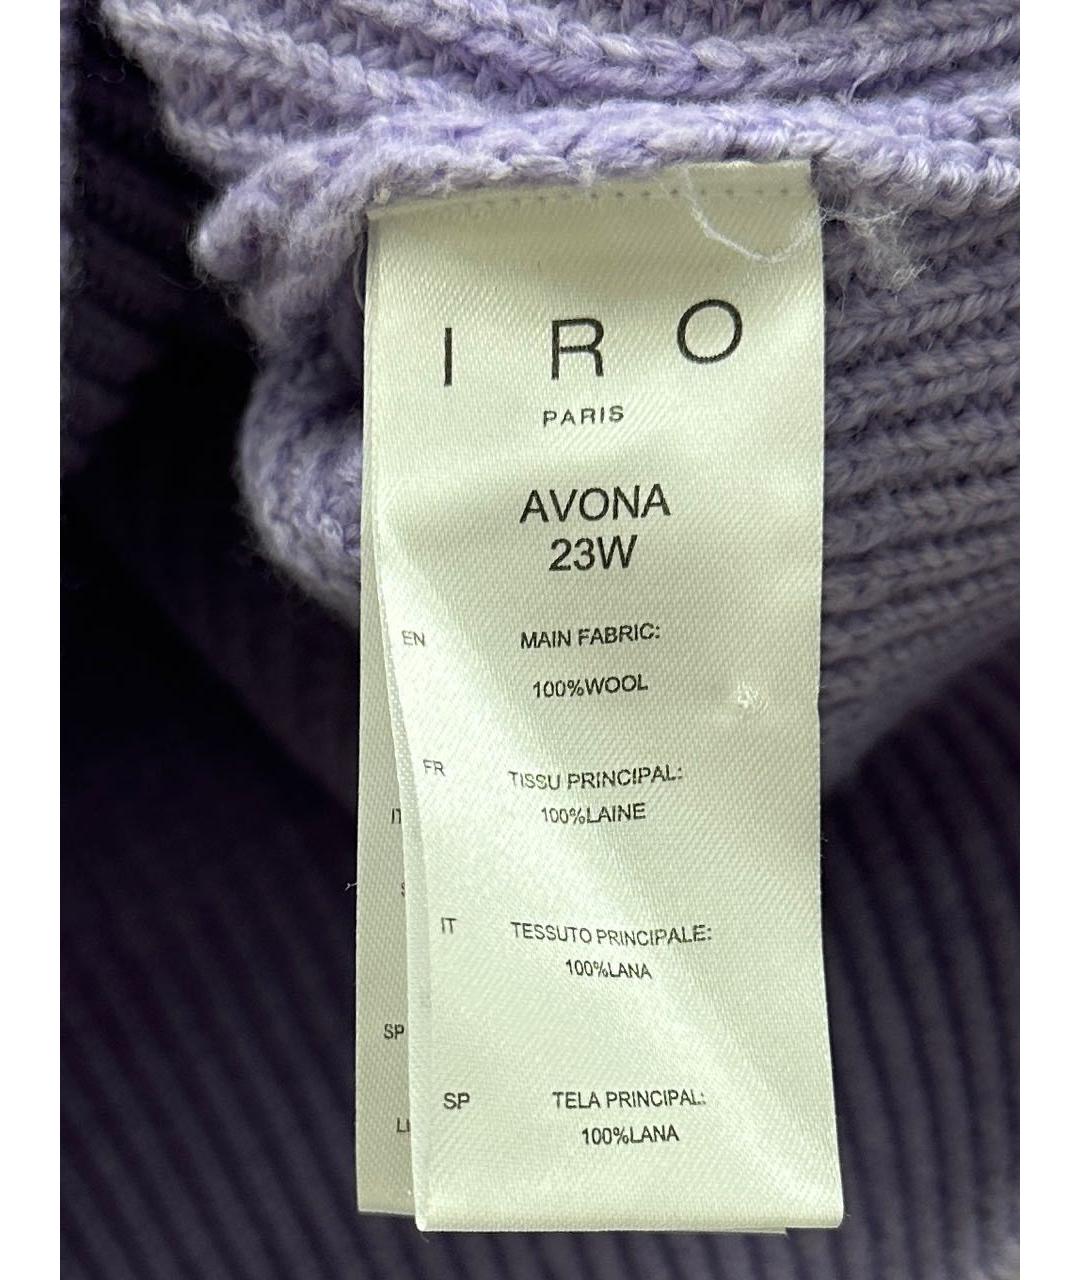 I R O
PARIS
AVONA
23W
EN MAIN FABRIC:
100%WOOL
FR TISSU PRINCIPAL:
100%LAINE
IT TESSUTO PRINCIPALE:
100%LANA
SP TELA PRINCIPAL:
100%LANA
IT
SP